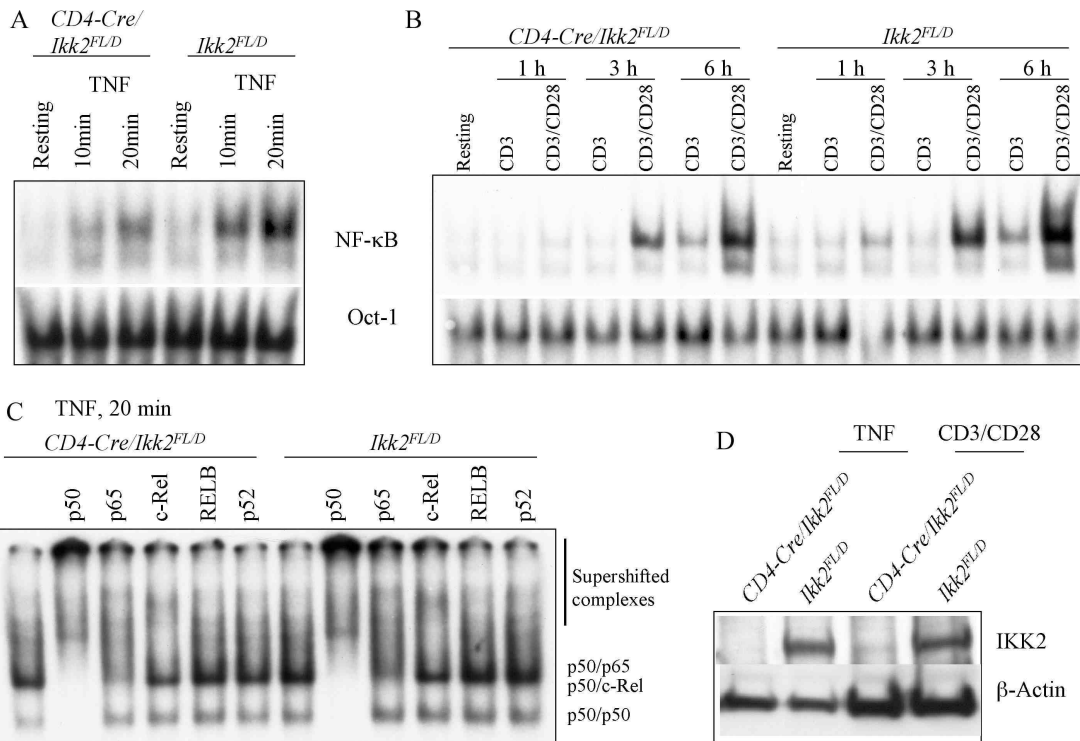 A
CD4-Cre/
Ikk2FL/D
Ikk2FL/D
TNF
TNF
Resting
10min
20min
Resting
10min
20min
NF-κB
Oct-1
B
CD4-Cre/Ikk2FL/D
Ikk2FL/D
1 h
3 h
6 h
1 h
3 h
6 h
Resting
CD3
CD3/CD28
CD3
CD3/CD28
CD3
CD3/CD28
Resting
CD3
CD3/CD28
CD3
CD3/CD28
CD3
CD3/CD28
C
TNF, 20 min
CD4-Cre/Ikk2FL/D
Ikk2FL/D
p50
p65
c-Rel
RELB
p52
p50
p65
c-Rel
RELB
p52
Supershifted
complexes
p50/p65
p50/c-Rel
p50/p50
D
TNF
CD3/CD28
CD4-Cre/Ikk2FL/D
Ikk2FL/D
CD4-Cre/Ikk2FL/D
Ikk2FL/D
IKK2
β-Actin